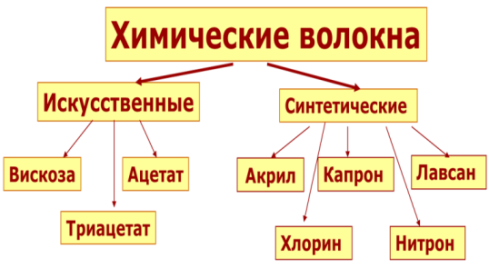 Химические волокна
Искусственные
Синтетические
Вискоза
Ацетат
Акрил
Капрон
Лавсан
Триацетат
Хлорин
Нитрон